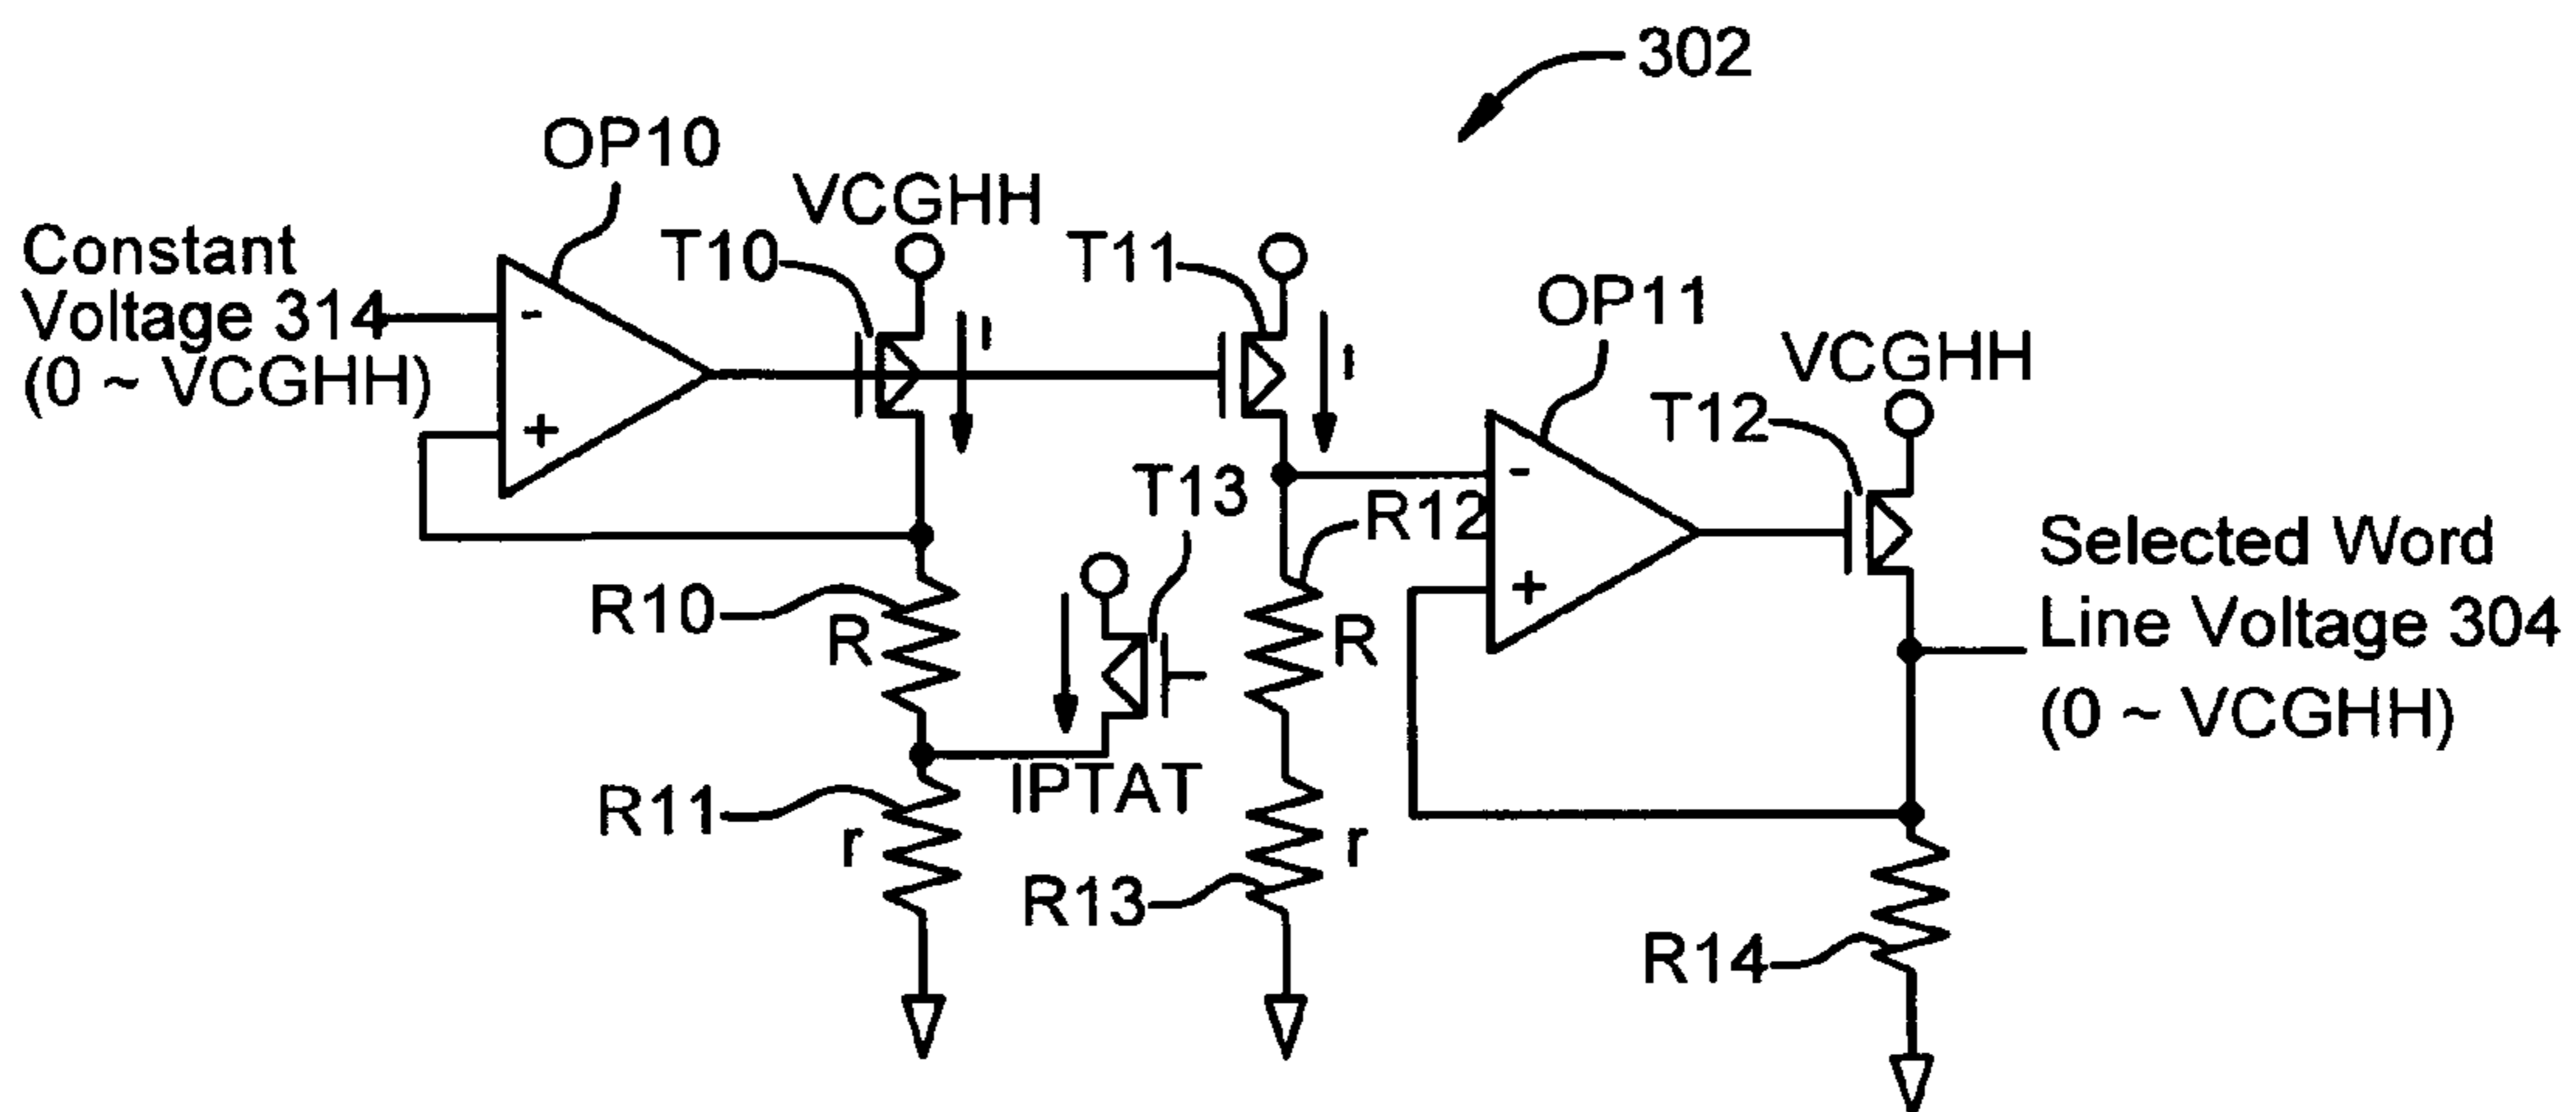 302
OP10
VCGHH
Constant
Voltage 314
(0 ~ VCGHH)
T10
T11
-
+
I
I
OP11
VCGHH
T12
T13
-
+
R12
R10
R
R
Selected Word
Line Voltage 304
(0 ~ VCGHH)
IPTAT
R11
r
r
R13
R14